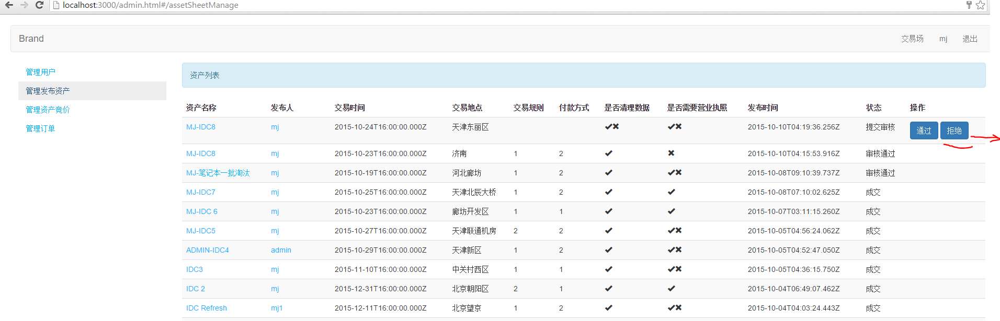 localhost:3000/admin.html#/assetSheetManage
Brand 交易场 mj 退出
管理用户
管理发布资产
管理资产竞价
管理订单
资产列表
资产名称 发布人 交易时间 交易地点 交易规则 付款方式 是否清理数据 是否需要营业执照 发布时间 状态 操作
MJ-IDC8 mj 2015-10-24T16:00:00.000Z 天津东丽区 ✔✖ ✔✖ 2015-10-10T04:19:36.256Z 提交审核 通过 拒绝
MJ-IDC8 mj 2015-10-23T16:00:00.000Z 济南 1 2 ✔ ✖ 2015-10-10T04:15:53.916Z 审核通过
MJ-笔记本一批淘汰 mj 2015-10-19T16:00:00.000Z 河北廊坊 1 2 ✔ ✔✖ 2015-10-08T09:10:39.737Z 审核通过
MJ-IDC7 mj 2015-10-25T16:00:00.000Z 天津北辰大桥 1 2 ✔ ✔ 2015-10-08T07:10:02.625Z 成交
MJ-IDC 6 mj 2015-10-23T16:00:00.000Z 廊坊开发区 1 1 ✔ ✔ 2015-10-07T03:11:15.260Z 成交
MJ-IDC5 mj 2015-10-27T16:00:00.000Z 天津联通机房 2 2 ✔ ✔✖ 2015-10-05T04:56:24.062Z 成交
ADMIN-IDC4 admin 2015-10-29T16:00:00.000Z 天津新区 1 2 ✔ ✔✖ 2015-10-05T04:52:47.050Z 成交
IDC3 mj 2015-11-10T16:00:00.000Z 中关村西区 1 1 ✔ ✔✖ 2015-10-05T04:36:15.750Z 成交
IDC 2 mj 2015-12-31T16:00:00.000Z 北京朝阳区 2 1 ✔ ✔ 2015-10-04T06:49:07.462Z 成交
IDC Refresh mj1 2015-12-11T16:00:00.000Z 北京望京 1 2 ✔ ✔✖ 2015-10-04T04:03:24.443Z 成交